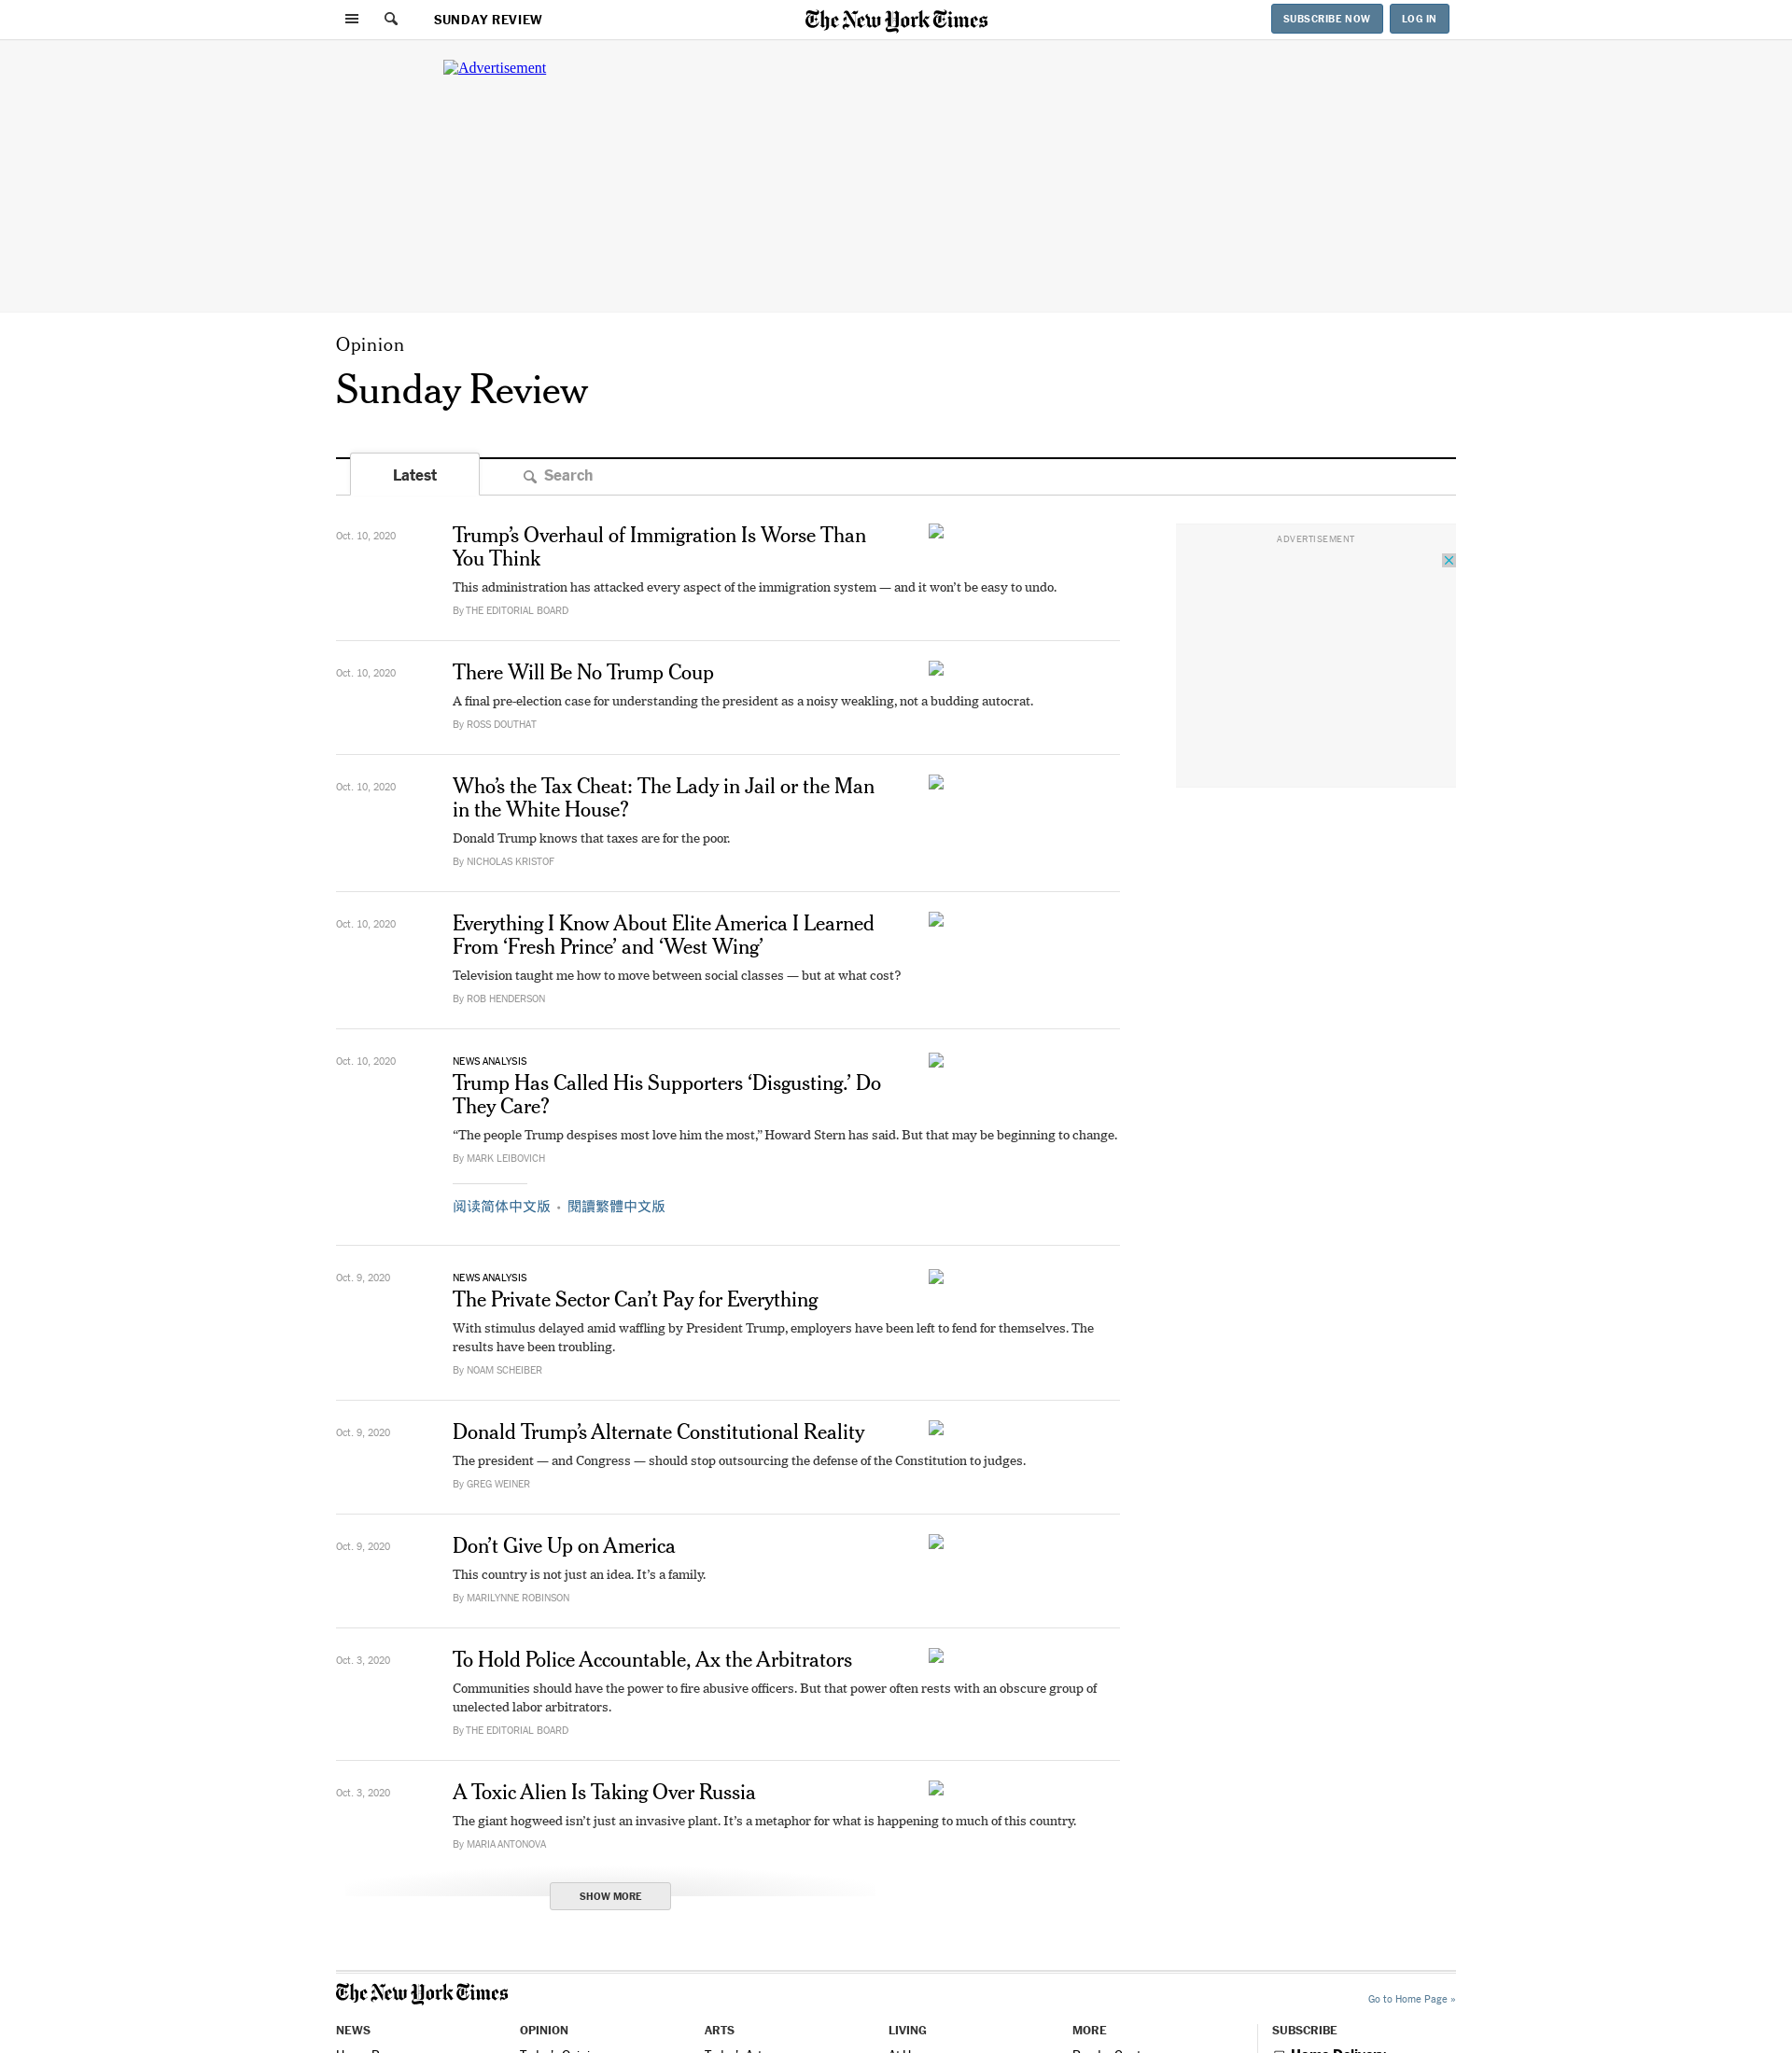 SUNDAY REVIEW
The New York Times
SUBSCRIBE NOW
LOG IN
Advertisement
Opinion
Sunday Review
Latest
Search
Oct. 10, 2020
Trump’s Overhaul of Immigration Is Worse Than
You Think
This administration has attacked every aspect of the immigration system — and it won’t be easy to undo.
By THE EDITORIAL BOARD
ADVERTISEMENT
Oct. 10, 2020
There Will Be No Trump Coup
A final pre-election case for understanding the president as a noisy weakling, not a budding autocrat.
By ROSS DOUTHAT
Oct. 10, 2020
Who’s the Tax Cheat: The Lady in Jail or the Man
in the White House?
Donald Trump knows that taxes are for the poor.
By NICHOLAS KRISTOF
Oct. 10, 2020
Everything I Know About Elite America I Learned
From ‘Fresh Prince’ and ‘West Wing’
Television taught me how to move between social classes — but at what cost?
By ROB HENDERSON
Oct. 10, 2020
NEWS ANALYSIS
Trump Has Called His Supporters ‘Disgusting.’ Do
They Care?
“The people Trump despises most love him the most,” Howard Stern has said. But that may be beginning to change.
By MARK LEIBOVICH
阅读简体中文版 • 閱讀繁體中文版
Oct. 9, 2020
NEWS ANALYSIS
The Private Sector Can’t Pay for Everything
With stimulus delayed amid waffling by President Trump, employers have been left to fend for themselves. The
results have been troubling.
By NOAM SCHEIBER
Oct. 9, 2020
Donald Trump’s Alternate Constitutional Reality
The president — and Congress — should stop outsourcing the defense of the Constitution to judges.
By GREG WEINER
Oct. 9, 2020
Don’t Give Up on America
This country is not just an idea. It’s a family.
By MARILYNNE ROBINSON
Oct. 3, 2020
To Hold Police Accountable, Ax the Arbitrators
Communities should have the power to fire abusive officers. But that power often rests with an obscure group of
unelected labor arbitrators.
By THE EDITORIAL BOARD
Oct. 3, 2020
A Toxic Alien Is Taking Over Russia
The giant hogweed isn’t just an invasive plant. It’s a metaphor for what is happening to much of this country.
By MARIA ANTONOVA
SHOW MORE
The New York Times
Go to Home Page »
NEWS
OPINION
ARTS
LIVING
MORE
SUBSCRIBE